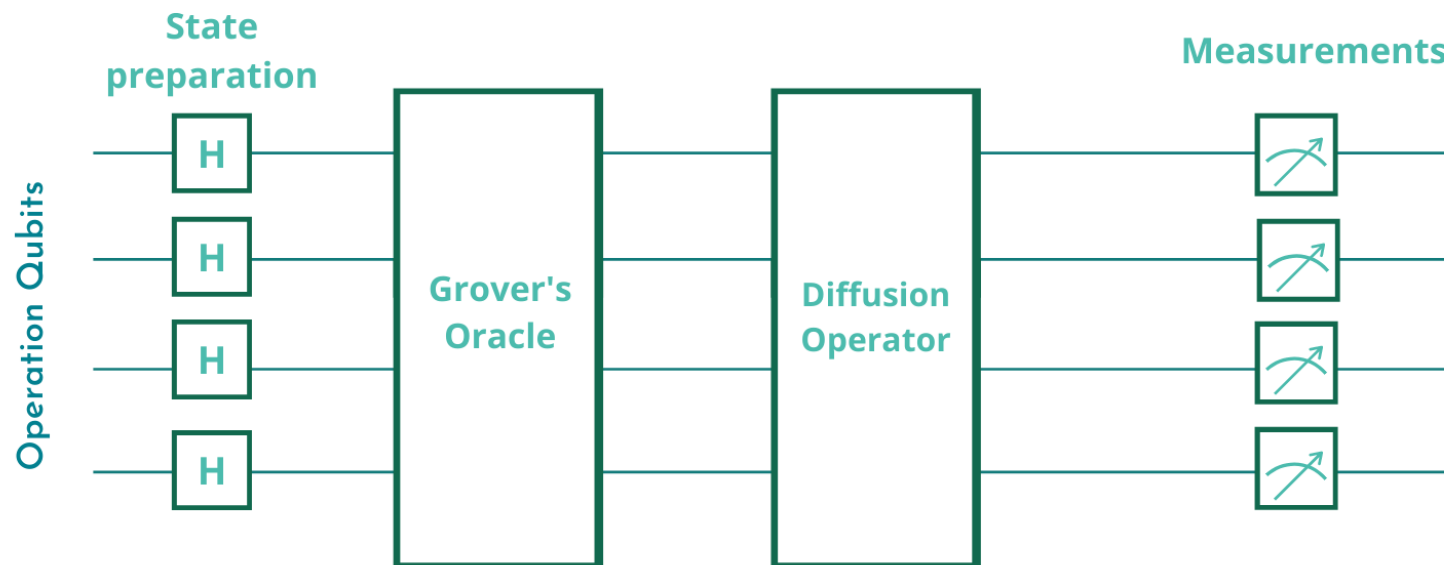 State
preparation
Measurements
Operation Qubits
H
H
H
H
Grover's
Oracle
Diffusion
Operator